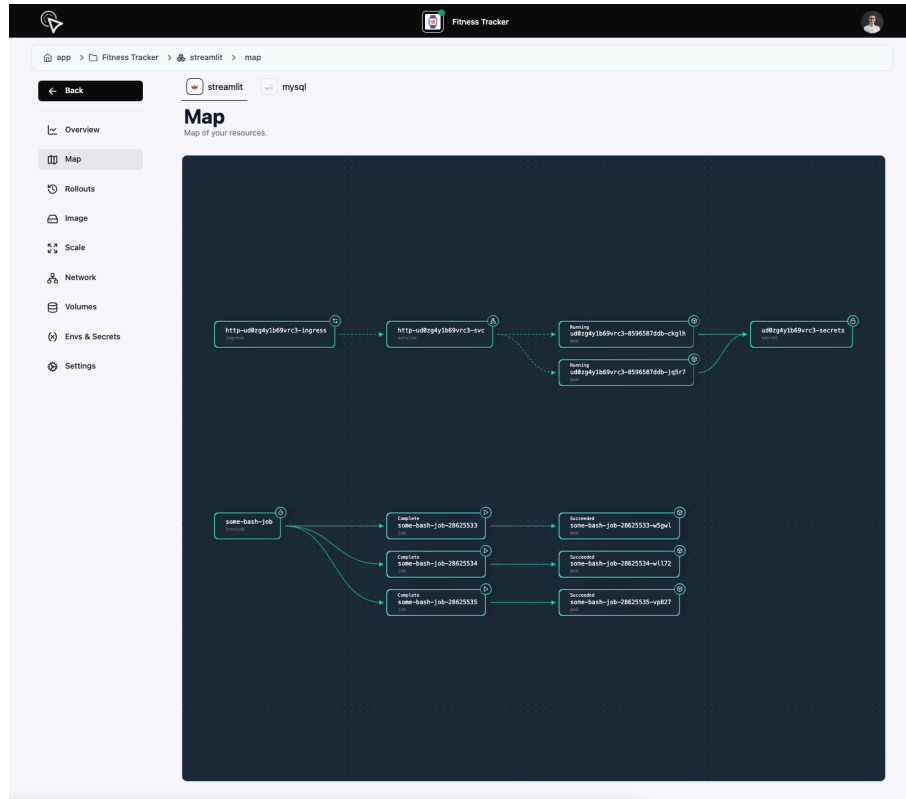 Fitness Tracker
app > Fitness Tracker > streamlit > map
Back
streamlit
mysql
Map
Map of your resources.
Overview
Map
Rollouts
Image
Scale
Network
Volumes
Envs & Secrets
Settings
http-ud0zg4y1b69vrc3-ingress
ingress
http-ud0zg4y1b69vrc3-svc
service
Running
ud0zg4y1b69vrc3-8596587ddb-ckglh
pod
ud0zg4y1b69vrc3-secrets
secret
Running
ud0zg4y1b69vrc3-8596587ddb-jq5r7
pod
some-bash-job
cronjob
Complete
some-bash-job-28625533
job
Succeeded
some-bash-job-28625533-w5gwl
pod
Complete
some-bash-job-28625534
job
Succeeded
some-bash-job-28625534-wll72
pod
Complete
some-bash-job-28625535
job
Succeeded
some-bash-job-28625535-vp827
pod